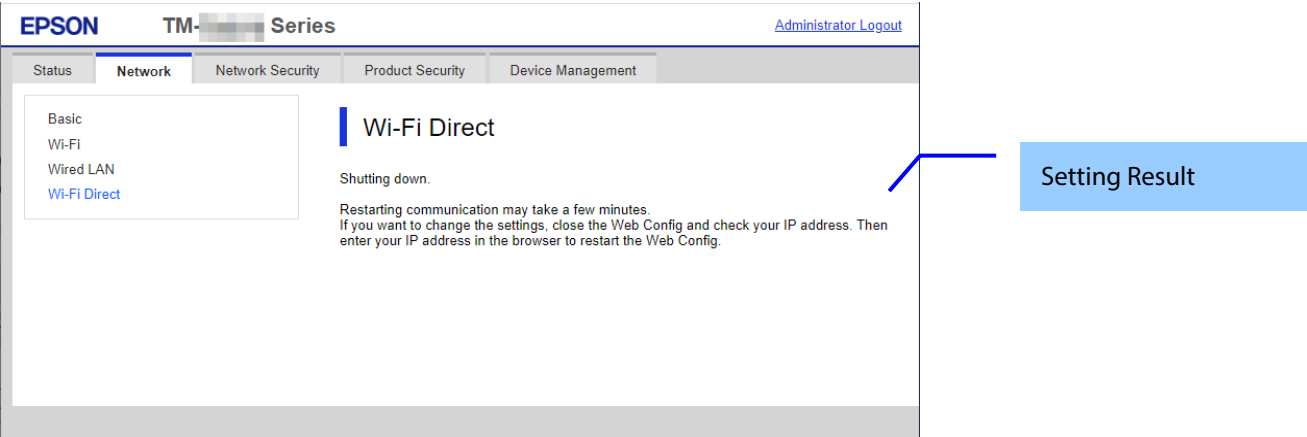 EPSON TM- Series Administrator Logout
Status Network Network Security Product Security Device Management
Basic
Wi-Fi
Wired LAN
Wi-Fi Direct
Wi-Fi Direct
Shutting down.
Restarting communication may take a few minutes.
If you want to change the settings, close the Web Config and check your IP address. Then
enter your IP address in the browser to restart the Web Config.
Setting Result